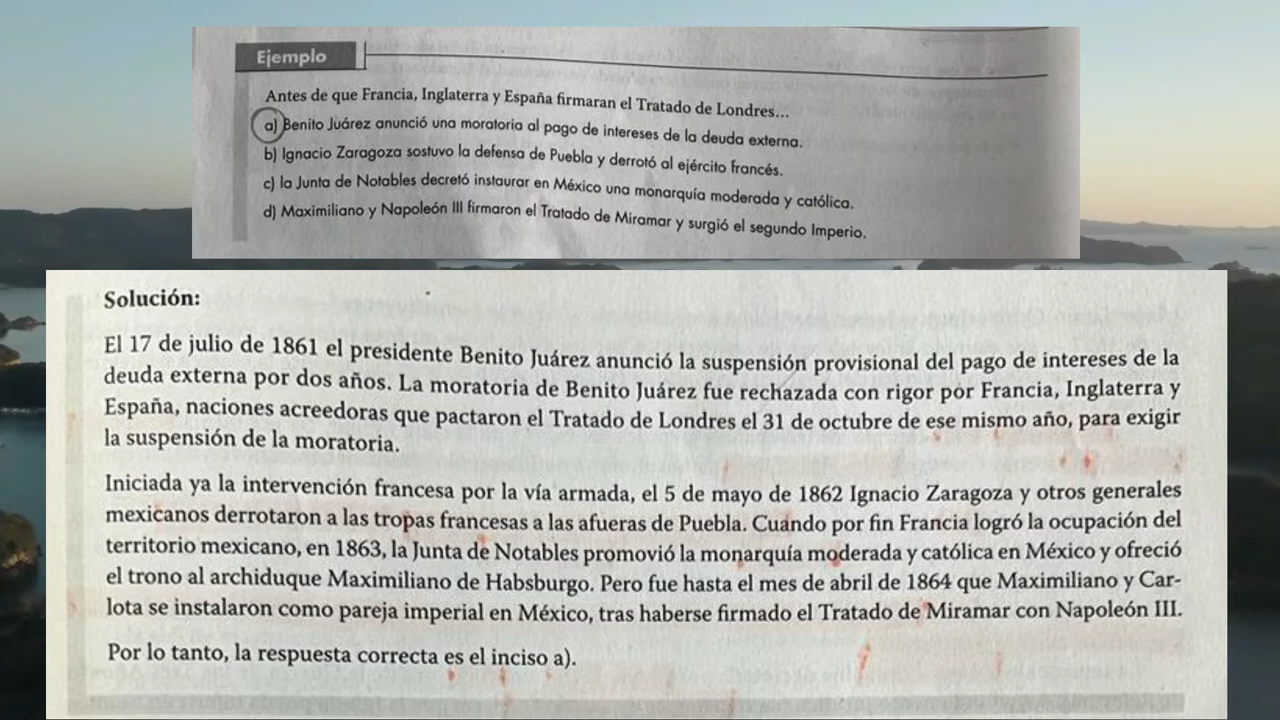 Ejemplo
Antes de que Francia, Inglaterra y España firmaran el Tratado de Londres...
a) Benito Juárez anunció una moratoria al pago de intereses de la deuda externa.
b) Ignacio Zaragoza sostuvo la defensa de Puebla y derrotó al ejército francés.
c) la Junta de Notables decretó instaurar en México una monarquía moderada y católica.
d) Maximiliano y Napoleón III firmaron el Tratado de Miramar y surgió el segundo Imperio.
Solución:
El 17 de julio de 1861 el presidente Benito Juárez anunció la suspensión provisional del pago de intereses de la
deuda externa por dos años. La moratoria de Benito Juárez fue rechazada con rigor por Francia, Inglaterra y
España, naciones acreedoras que pactaron el Tratado de Londres el 31 de octubre de ese mismo año, para exigir
la suspensión de la moratoria.
Iniciada ya la intervención francesa por la vía armada, el 5 de mayo de 1862 Ignacio Zaragoza y otros generales
mexicanos derrotaron a las tropas francesas a las afueras de Puebla. Cuando por fin Francia logró la ocupación del
territorio mexicano, en 1863, la Junta de Notables promovió la monarquía moderada y católica en México y ofreció
el trono al archiduque Maximiliano de Habsburgo. Pero fue hasta el mes de abril de 1864 que Maximiliano y Car-
lota se instalaron como pareja imperial en México, tras haberse firmado el Tratado de Miramar con Napoleón III.
Por lo tanto, la respuesta correcta es el inciso a).